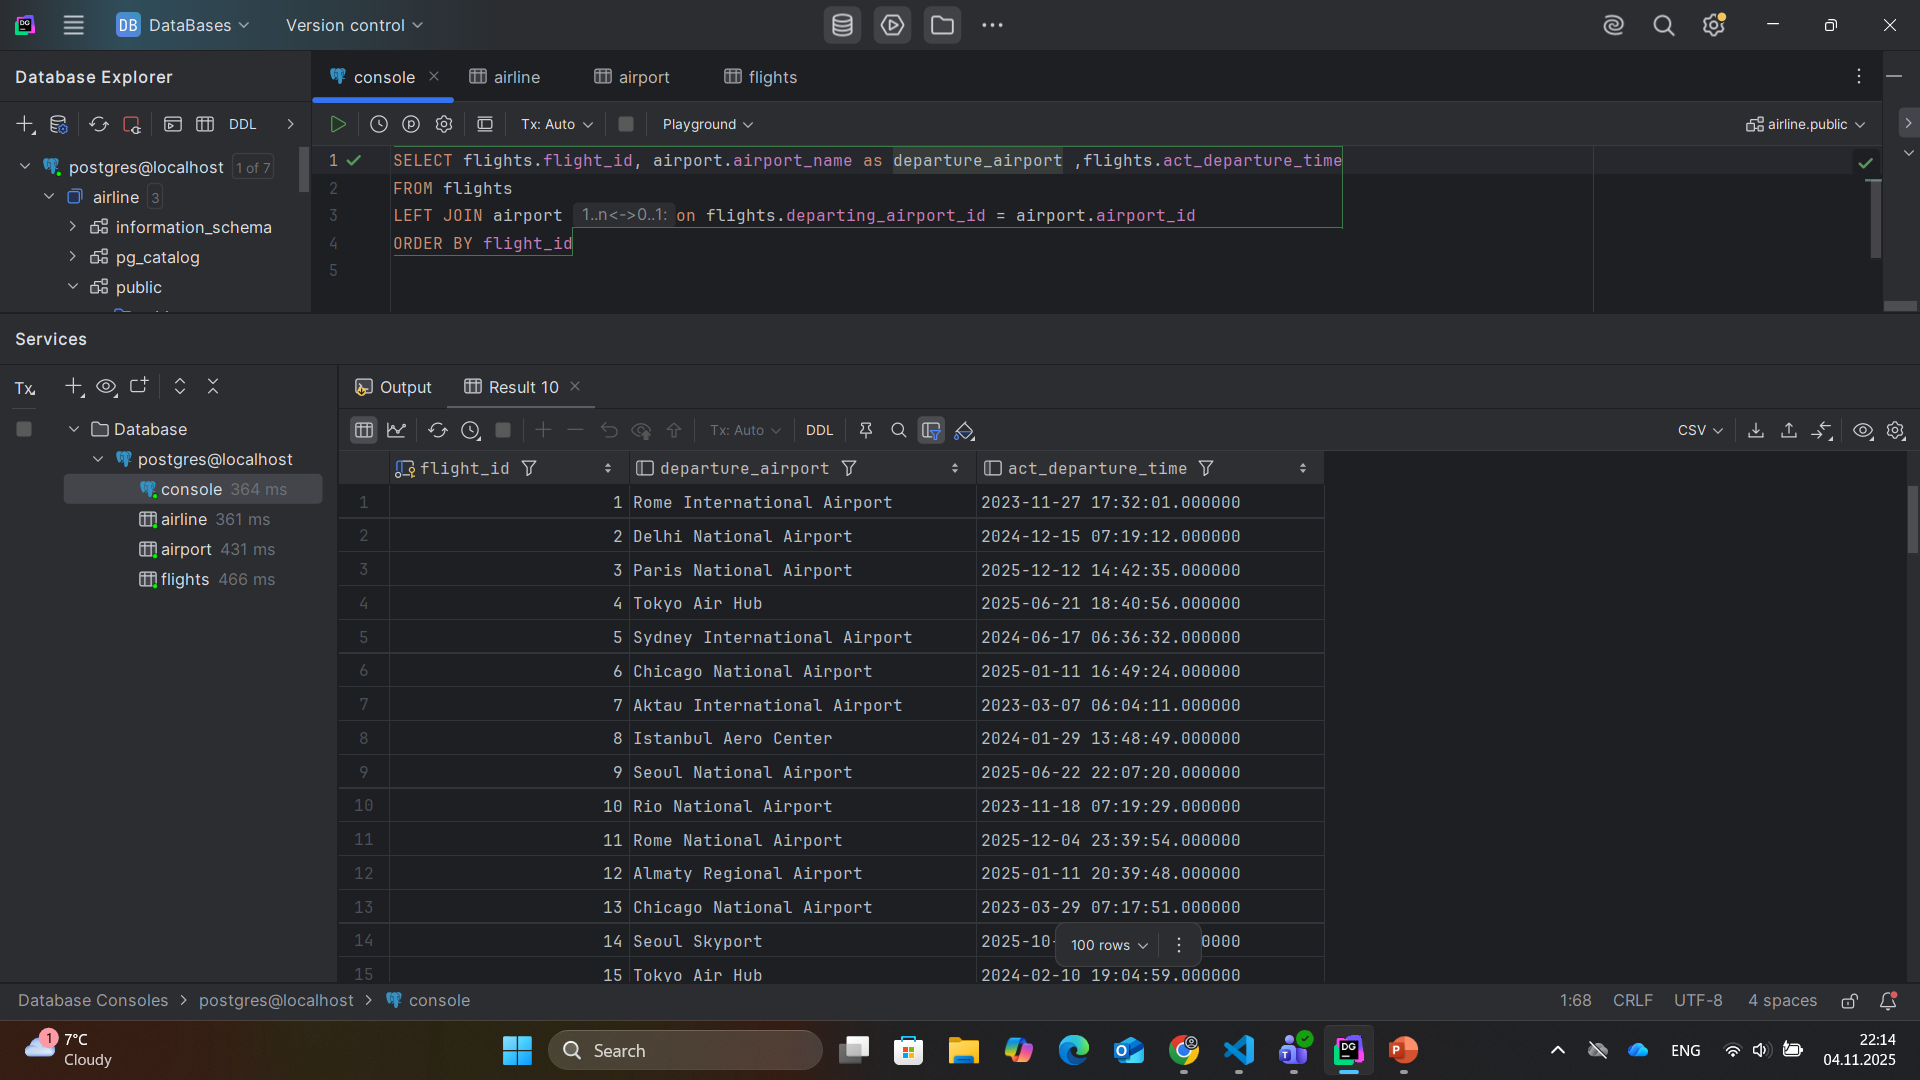 DB DataBases
Version control
Database Explorer
console
airline
airport
flights
DDL
Tx: Auto
Playground
airline.public
postgres@localhost 1 of 7
airline 3
information_schema
pg_catalog
public
1 SELECT flights.flight_id, airport.airport_name as departure_airport ,flights.act_departure_time
2 FROM flights
3 LEFT JOIN airport 1..n<->0..1: on flights.departing_airport_id = airport.airport_id
4 ORDER BY flight_id
5
Services
Tx
Database
postgres@localhost
console 364 ms
airline 361 ms
airport 431 ms
flights 466 ms
Output
Result 10
Tx: Auto
DDL
CSV
flight_id departure_airport act_departure_time
1 1 Rome International Airport 2023-11-27 17:32:01.000000
2 2 Delhi National Airport 2024-12-15 07:19:12.000000
3 3 Paris National Airport 2025-12-12 14:42:35.000000
4 4 Tokyo Air Hub 2025-06-21 18:40:56.000000
5 5 Sydney International Airport 2024-06-17 06:36:32.000000
6 6 Chicago National Airport 2025-01-11 16:49:24.000000
7 7 Aktau International Airport 2023-03-07 06:04:11.000000
8 8 Istanbul Aero Center 2024-01-29 13:48:49.000000
9 9 Seoul National Airport 2025-06-22 22:07:20.000000
10 10 Rio National Airport 2023-11-18 07:19:29.000000
11 11 Rome National Airport 2025-12-04 23:39:54.000000
12 12 Almaty Regional Airport 2025-01-11 20:39:48.000000
13 13 Chicago National Airport 2023-03-29 07:17:51.000000
14 14 Seoul Skyport 2025-10- 0000
15 15 Tokyo Air Hub 2024-02-10 19:04:59.000000
100 rows
Database Consoles > postgres@localhost > console
1:68 CRLF UTF-8 4 spaces
1
7°C
Cloudy
Search
ENG
22:14
04.11.2025